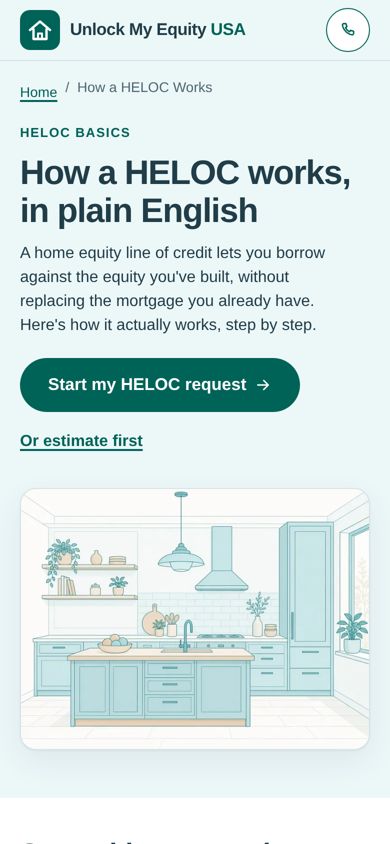 Unlock My Equity USA
Home / How a HELOC Works
HELOC BASICS
How a HELOC works,
in plain English
A home equity line of credit lets you borrow
against the equity you've built, without
replacing the mortgage you already have.
Here's how it actually works, step by step.
Start my HELOC request →
Or estimate first